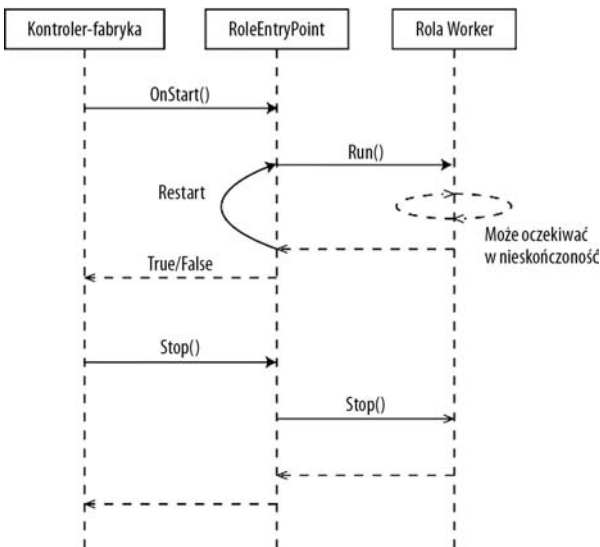 Kontroler-fabryka
RoleEntryPoint
Rola Worker
OnStart()
Run()
Restart
Może oczekiwać
w nieskończoność
True/False
Stop()
Stop()